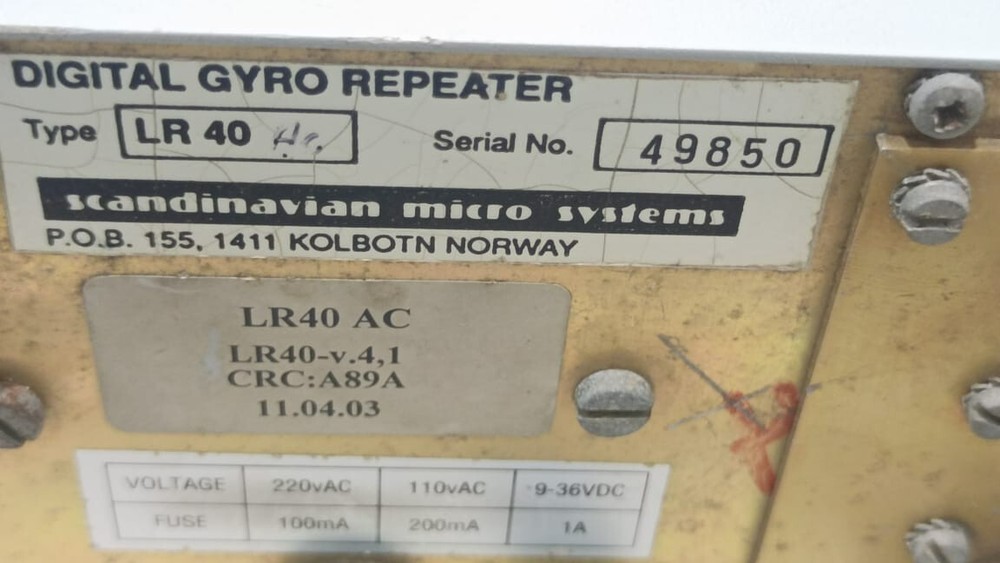 DIGITAL GYRO REPEATER
Type LR 40 Serial No. 49850
scandinavian micro systems
P.O.B. 155, 1411 KOLBOTN NORWAY
LR40 AC
LR40-v.4,1
CRC:A89A
11.04.03
VOLTAGE 220vAC 110vAC 9-36VDC
FUSE 100mA 200mA 1A